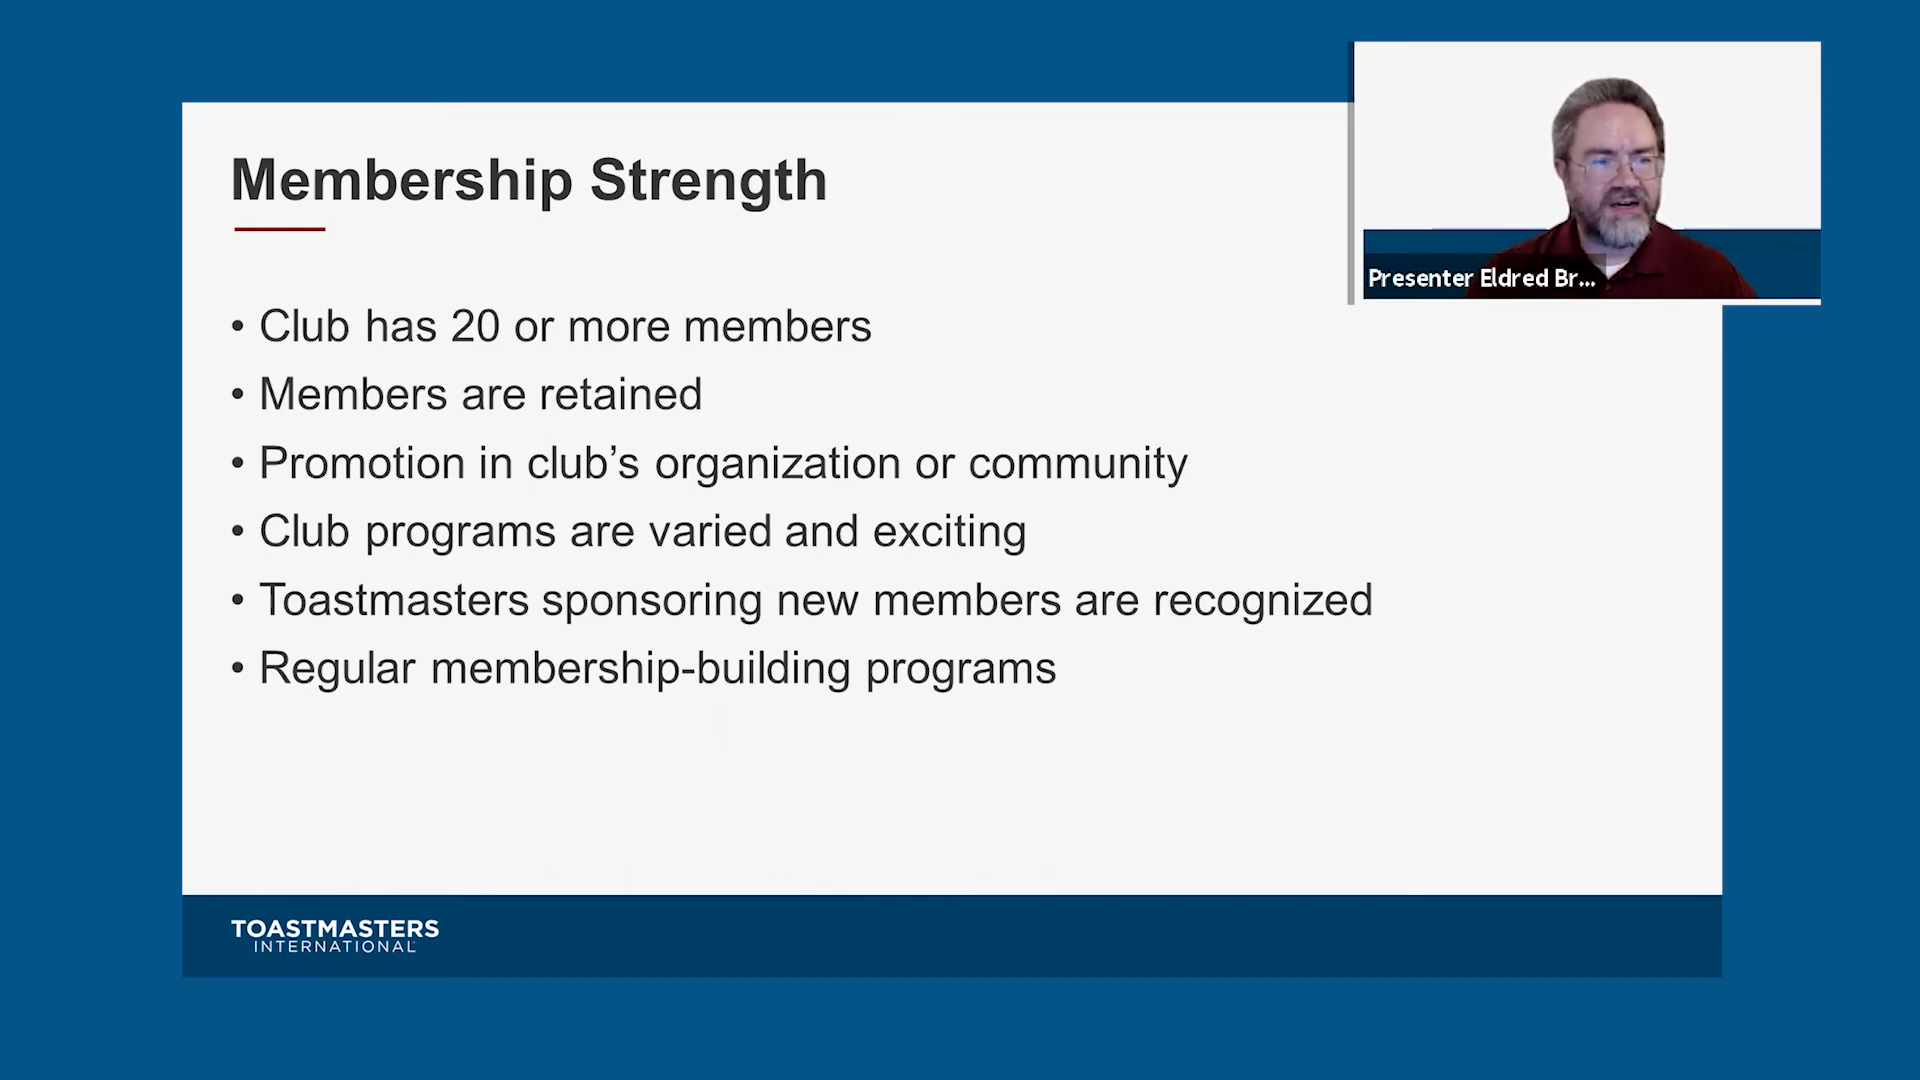 Membership Strength
Presenter Eldred Br...
• Club has 20 or more members
• Members are retained
• Promotion in club’s organization or community
• Club programs are varied and exciting
• Toastmasters sponsoring new members are recognized
• Regular membership-building programs
TOASTMASTERS
INTERNATIONAL